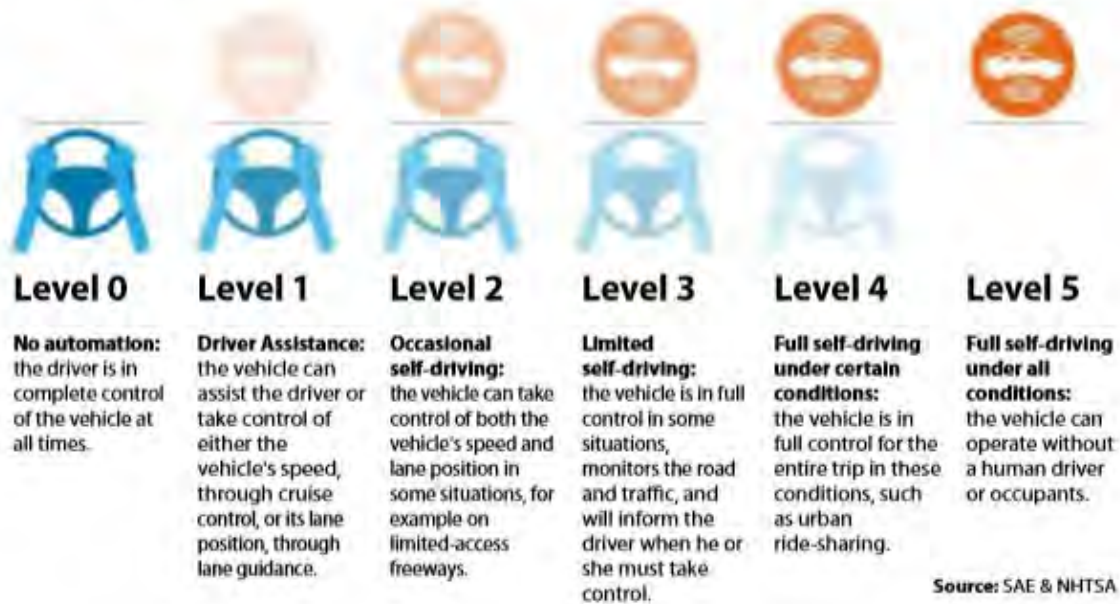 Level 0
No automation:
the driver is in
complete control
of the vehicle at
all times.
Level 1
Driver Assistance:
the vehicle can
assist the driver or
take control of
either the
vehicle's speed,
through cruise
control, or its lane
position, through
lane guidance.
Level 2
Occasional
self-driving:
the vehicle can take
control of both the
vehicle's speed and
lane position in
some situations, for
example on
limited-access
freeways.
Level 3
Limited
self-driving:
the vehicle is in full
control in some
situations,
monitors the road
and traffic, and
will inform the
driver when he or
she must take
control.
Level 4
Full self-driving
under certain
conditions:
the vehicle is in
full control for the
entire trip in these
conditions, such
as urban
ride-sharing.
Level 5
Full self-driving
under all
conditions:
the vehicle can
operate without
a human driver
or occupants.
Source: SAE & NHTSA